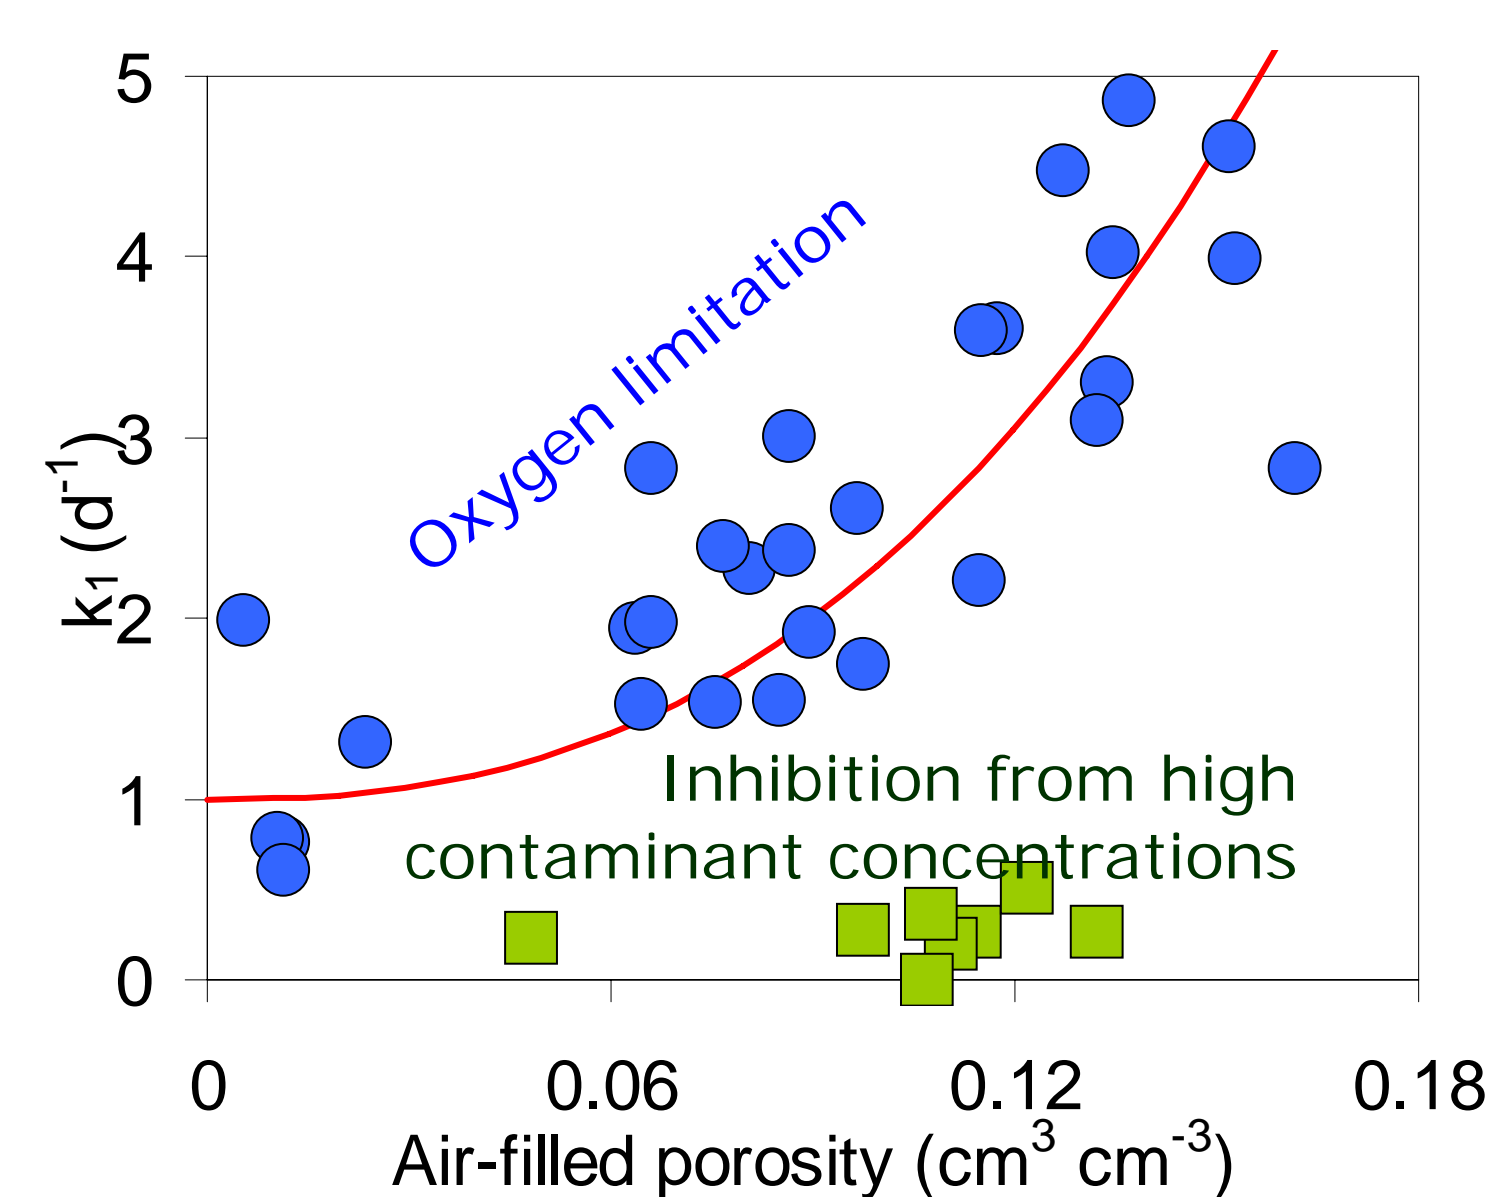 5
4
3
2
1
0
k₁ (d⁻¹)
Oxygen limitation
Inhibition from high
contaminant concentrations
0 0.06 0.12 0.18
Air-filled porosity (cm³ cm⁻³)